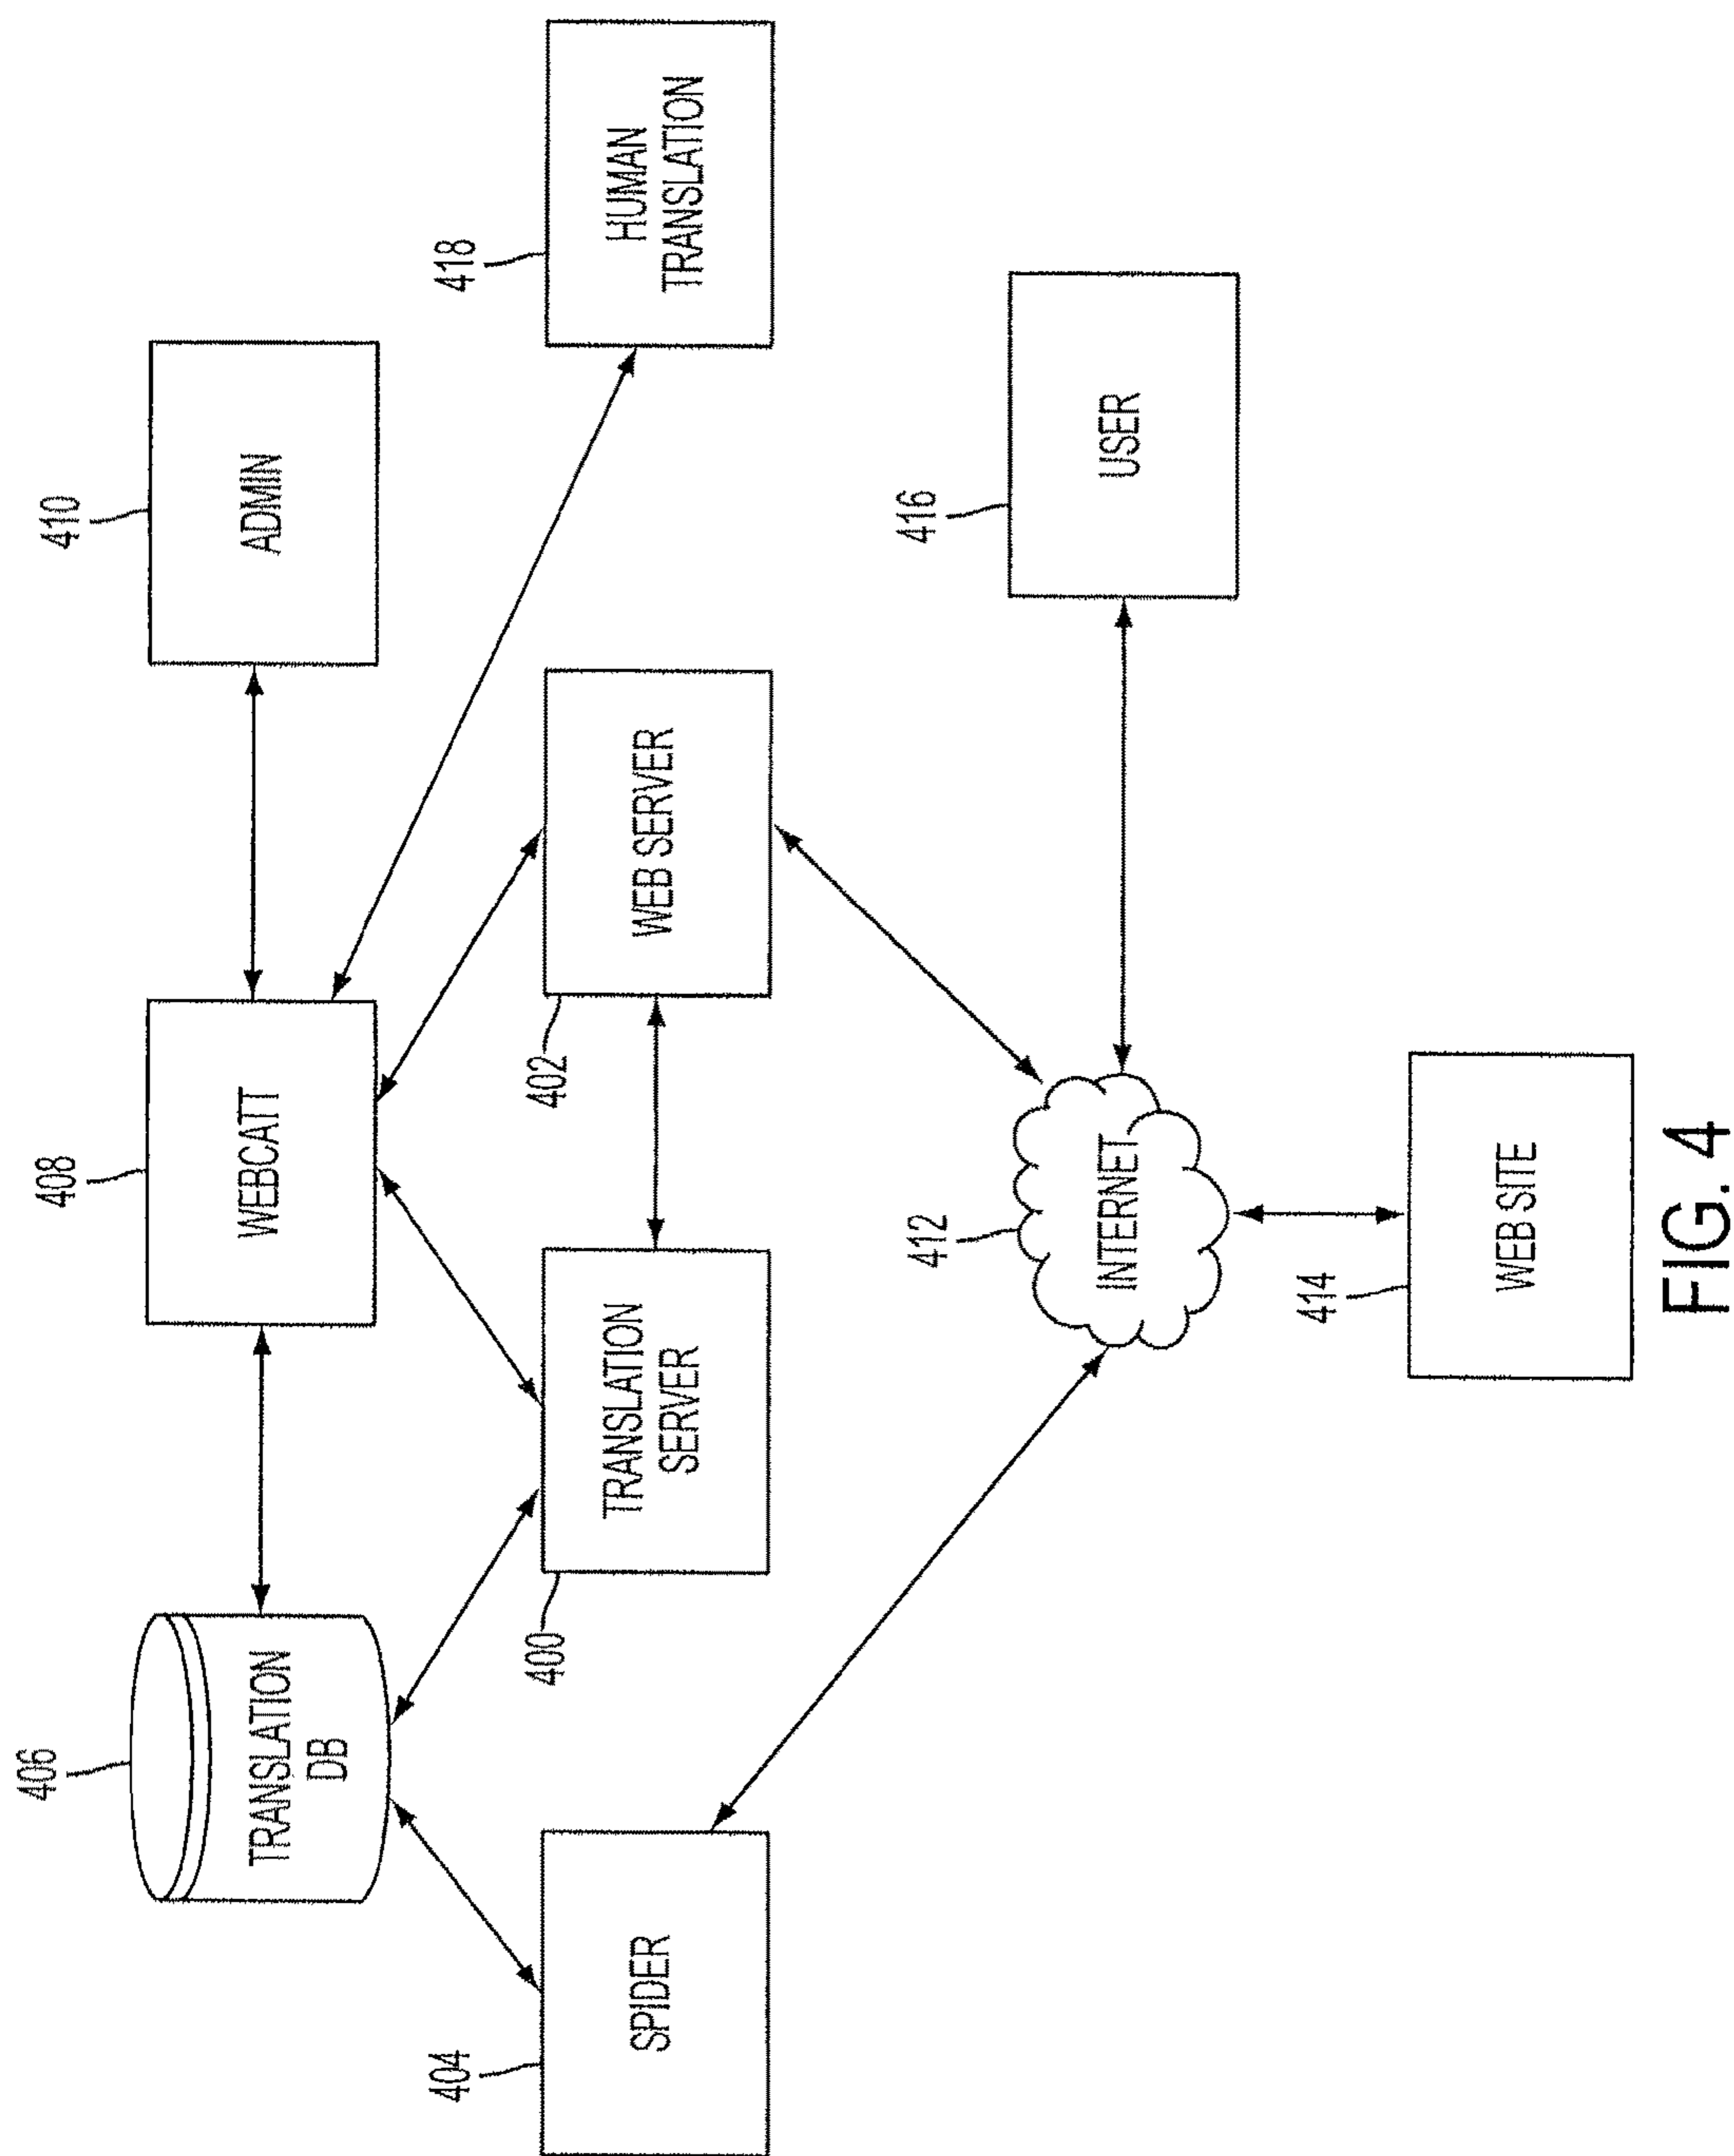 406
TRANSLATION
DB
408
WEBCATT
410
ADMIN
404
SPIDER
400
TRANSLATION
SERVER
402
WEB SERVER
418
HUMAN
TRANSLATION
412
INTERNET
416
USER
414
WEB SITE
FIG. 4